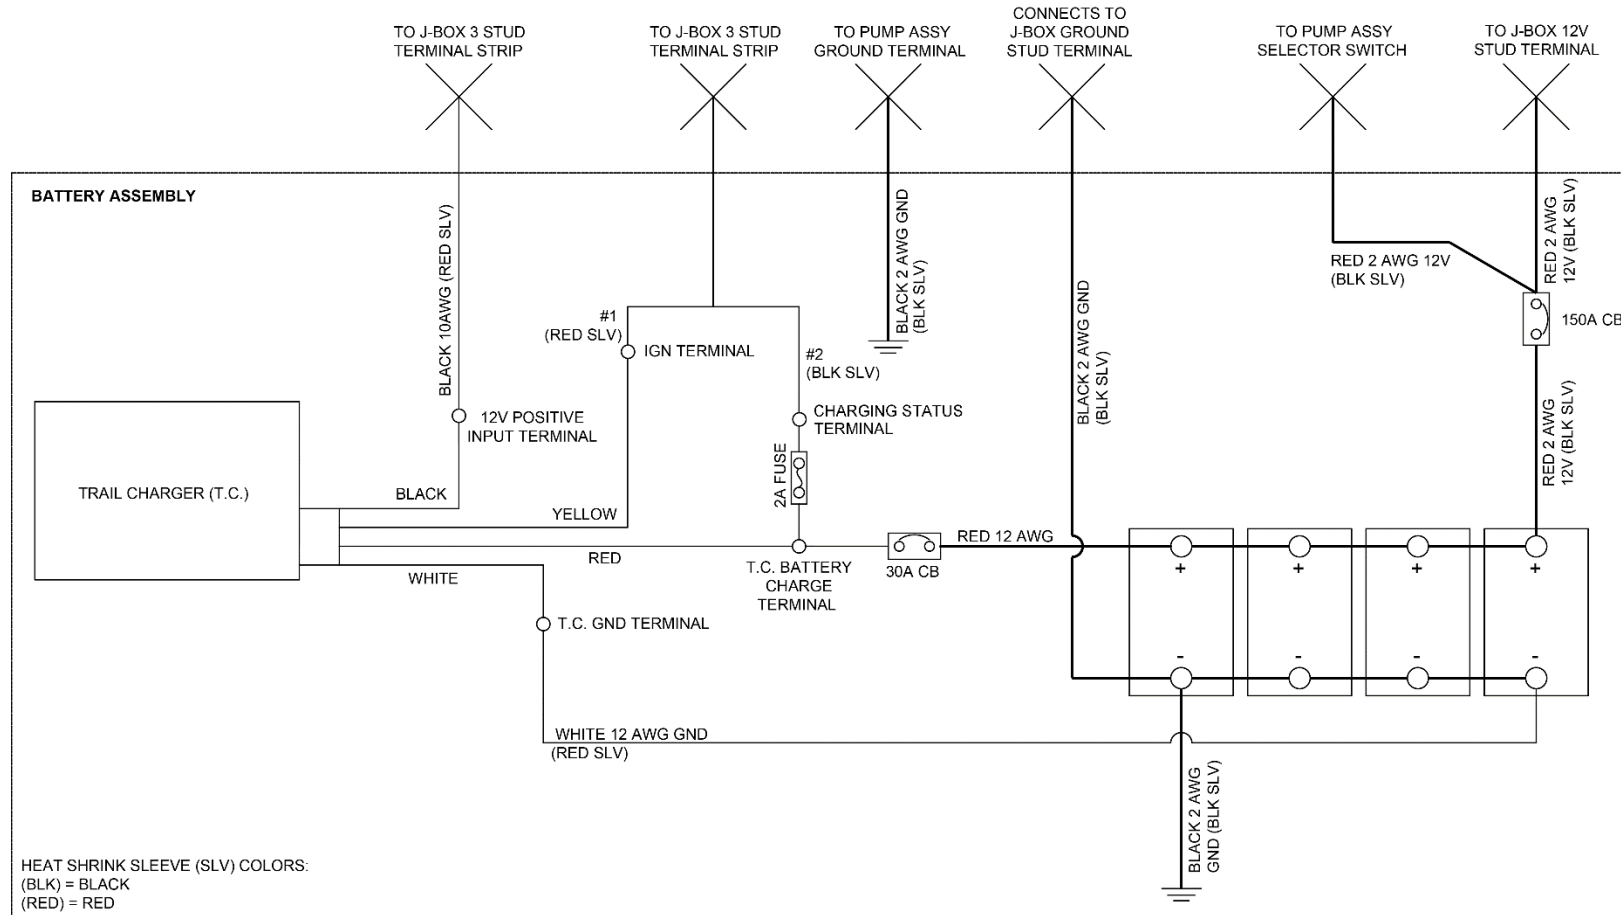 TO J-BOX 3 STUD
TERMINAL STRIP
TO J-BOX 3 STUD
TERMINAL STRIP
TO PUMP ASSY
GROUND TERMINAL
CONNECTS TO
J-BOX GROUND
STUD TERMINAL
TO PUMP ASSY
SELECTOR SWITCH
TO J-BOX 12V
STUD TERMINAL
BATTERY ASSEMBLY
BLACK 10AWG (RED SLV)
#1
(RED SLV)
IGN TERMINAL
#2
(BLK SLV)
BLACK 2 AWG GND
(BLK SLV)
BLACK 2 AWG GND
(BLK SLV)
RED 2 AWG 12V
(BLK SLV)
RED 2 AWG
12V (BLK SLV)
150A CB
12V POSITIVE
INPUT TERMINAL
CHARGING STATUS
TERMINAL
2A FUSE
RED 2 AWG
12V (BLK SLV)
TRAIL CHARGER (T.C.)
BLACK
YELLOW
RED
WHITE
T.C. BATTERY
CHARGE
TERMINAL
30A CB
RED 12 AWG
+
+
+
+
-
-
-
-
T.C. GND TERMINAL
WHITE 12 AWG GND
(RED SLV)
BLACK 2 AWG
GND (BLK SLV)
HEAT SHRINK SLEEVE (SLV) COLORS:
(BLK) = BLACK
(RED) = RED